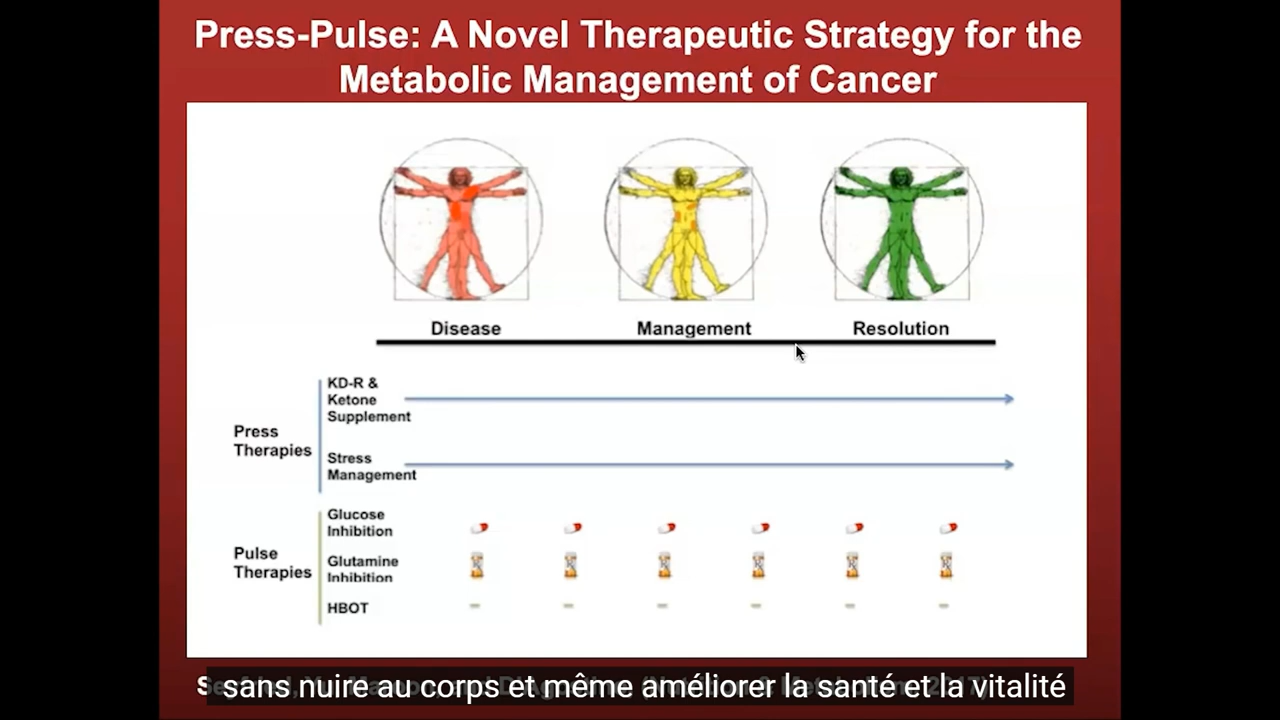 Press-Pulse: A Novel Therapeutic Strategy for the
Metabolic Management of Cancer
Disease
Management
Resolution
Press
Therapies
KD-R &
Ketone
Supplement
Stress
Management
Pulse
Therapies
Glucose
Inhibition
Glutamine
Inhibition
HBOT
sans nuire au corps et même améliorer la santé et la vitalité